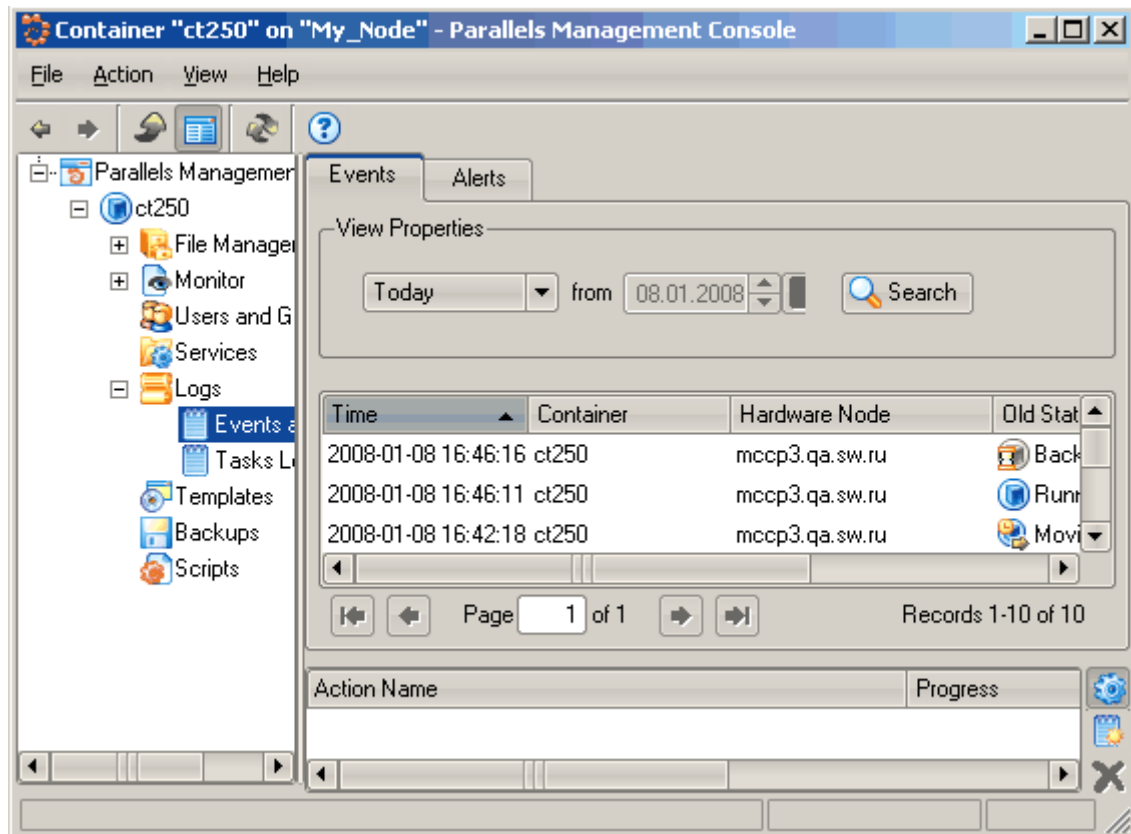 Container "ct250" on "My_Node" - Parallels Management Console
File Action View Help
Parallels Managemer
ct250
File Manager
Monitor
Users and G
Services
Logs
Events a
Tasks L
Templates
Backups
Scripts
Events Alerts
View Properties
Today from 08.01.2008 Search
Time Container Hardware Node Old Stat
2008-01-08 16:46:16 ct250 mccp3.qa.sw.ru Back
2008-01-08 16:46:11 ct250 mccp3.qa.sw.ru Runr
2008-01-08 16:42:18 ct250 mccp3.qa.sw.ru Movi
Page 1 of 1 Records 1-10 of 10
Action Name Progress